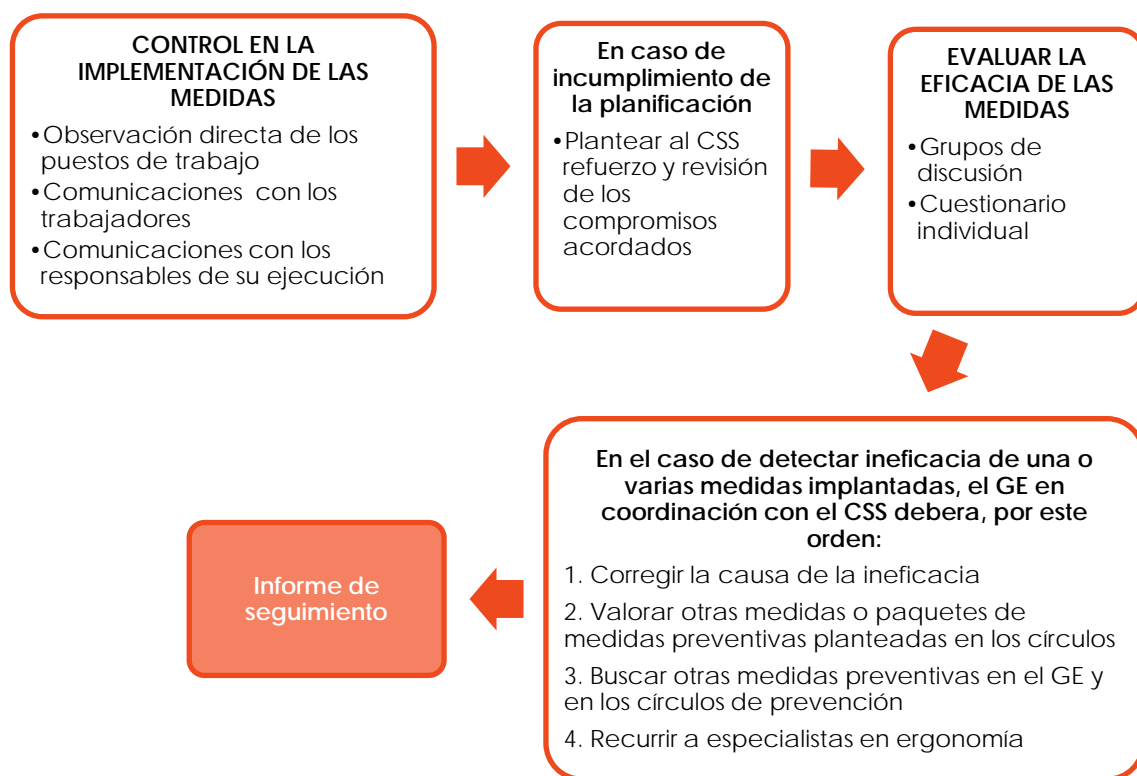 CONTROL EN LA
IMPLEMENTACIÓN DE LAS
MEDIDAS
•Observación directa de los
puestos de trabajo
•Comunicaciones con los
trabajadores
•Comunicaciones con los
responsables de su ejecución
En caso de
incumplimiento de
la planificación
•Plantear al CSS
refuerzo y revisión
de los
compromisos
acordados
EVALUAR LA
EFICACIA DE LAS
MEDIDAS
•Grupos de
discusión
•Cuestionario
individual
En el caso de detectar ineficacia de una o
varias medidas implantadas, el GE en
coordinación con el CSS debera, por este
orden:
1. Corregir la causa de la ineficacia
2. Valorar otras medidas o paquetes de
medidas preventivas planteadas en los círculos
3. Buscar otras medidas preventivas en el GE y
en los círculos de prevención
4. Recurrir a especialistas en ergonomía
Informe de
seguimiento